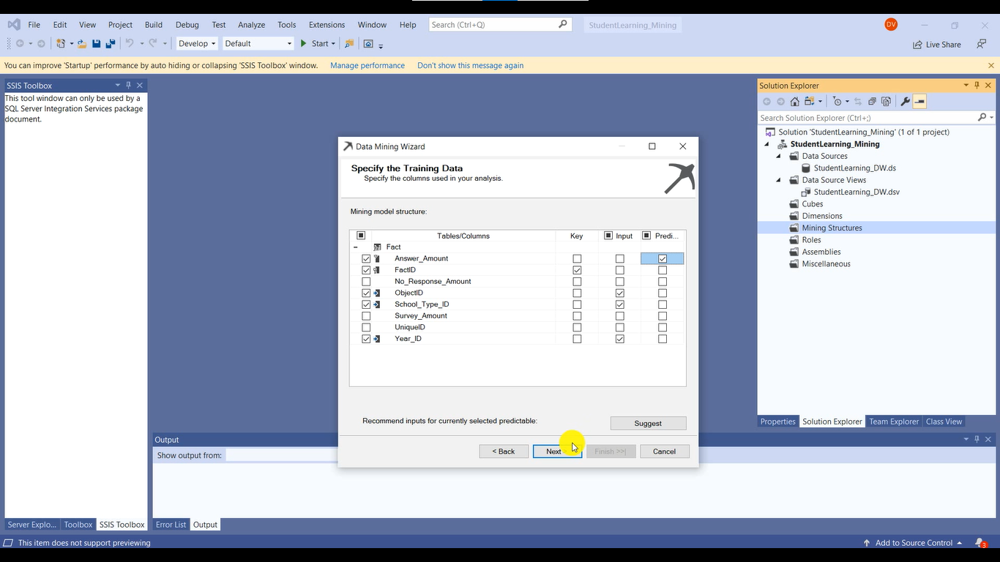 File Edit View Project Build Debug Test Analyze Tools Extensions Window Help Search (Ctrl+Q) StudentLearning_Mining DV
Develop Default Start Live Share
You can improve 'Startup' performance by auto hiding or collapsing 'SSIS Toolbox' window. Manage performance Don't show this message again
SSIS Toolbox
This tool window can only be used by a
SQL Server Integration Services package
document.
Data Mining Wizard
Specify the Training Data
Specify the columns used in your analysis.
Mining model structure:
Tables/Columns Key Input Predi...
Fact
Answer_Amount
FactID
No_Response_Amount
ObjectID
School_Type_ID
Survey_Amount
UniqueID
Year_ID
Recommend inputs for currently selected predictable: Suggest
< Back Next Finish >>| Cancel
Solution Explorer
Search Solution Explorer (Ctrl+;)
Solution 'StudentLearning_Mining' (1 of 1 project)
StudentLearning_Mining
Data Sources
StudentLearning_DW.ds
Data Source Views
StudentLearning_DW.dsv
Cubes
Dimensions
Mining Structures
Roles
Assemblies
Miscellaneous
Properties Solution Explorer Team Explorer Class View
Output
Show output from:
Server Explo... Toolbox SSIS Toolbox Error List Output
This item does not support previewing Add to Source Control 3